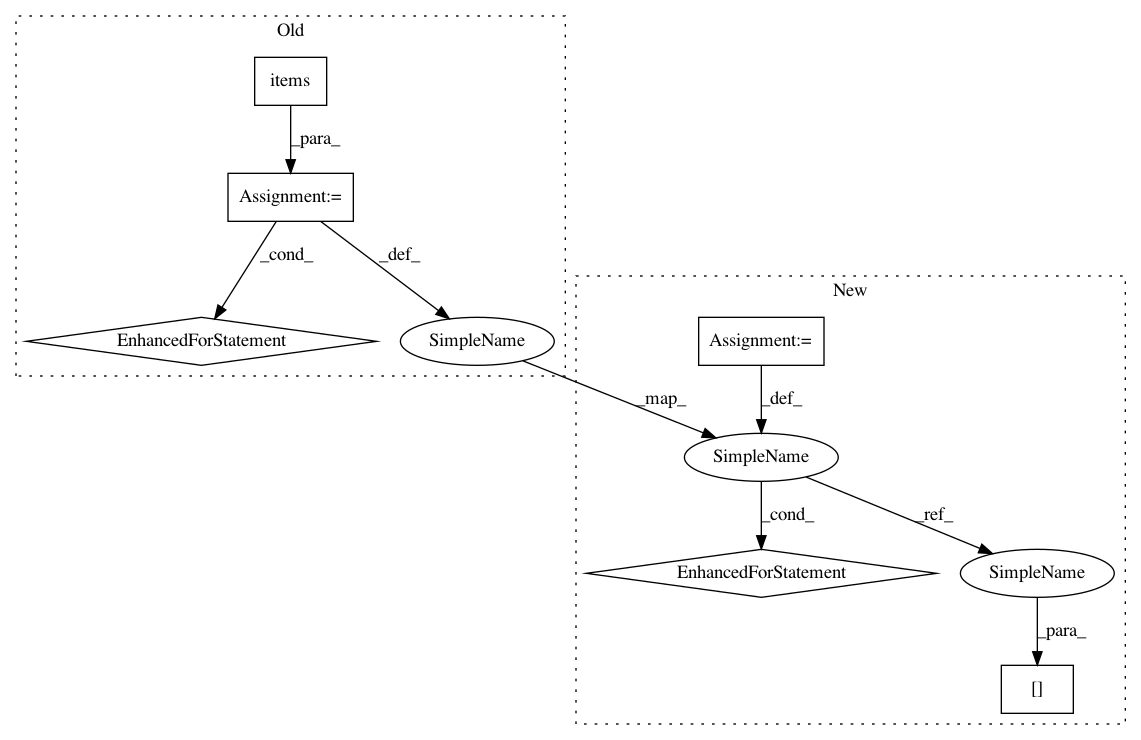 Old
items
_para_
Assignment:=
_cond_
_def_
EnhancedForStatement
SimpleName
New
Assignment:=
_map_
_def_
SimpleName
_cond_
_ref_
EnhancedForStatement
SimpleName
_para_
[]